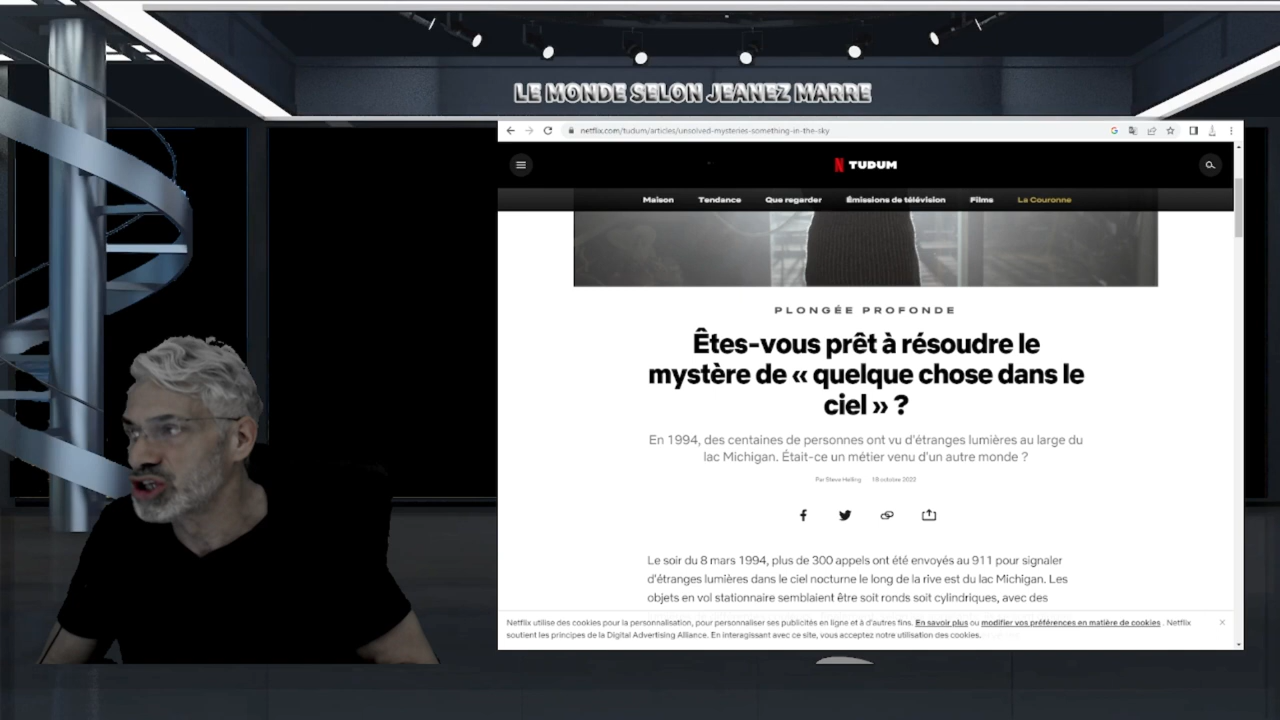 LE MONDE SELON JEANEZ MARRE
netflix.com/tudum/articles/unsolved-mysteries-something-in-the-sky
N TUDUM
Maison Tendance Que regarder Émissions de télévision Films La Couronne
PLONGÉE PROFONDE
Êtes-vous prêt à résoudre le
mystère de « quelque chose dans le
ciel » ?
En 1994, des centaines de personnes ont vu d'étranges lumières au large du
lac Michigan. Était-ce un métier venu d'un autre monde ?
Par Steve Helling 18 octobre 2022
Le soir du 8 mars 1994, plus de 300 appels ont été envoyés au 911 pour signaler
d'étranges lumières dans le ciel nocturne le long de la rive est du lac Michigan. Les
objets en vol stationnaire semblaient être soit ronds soit cylindriques, avec des
Netflix utilise des cookies pour la personnalisation, pour personnaliser ses publicités en ligne et à d'autres fins. En savoir plus ou modifier vos préférences en matière de cookies . Netflix
soutient les principes de la Digital Advertising Alliance. En interagissant avec ce site, vous acceptez notre utilisation des cookies.